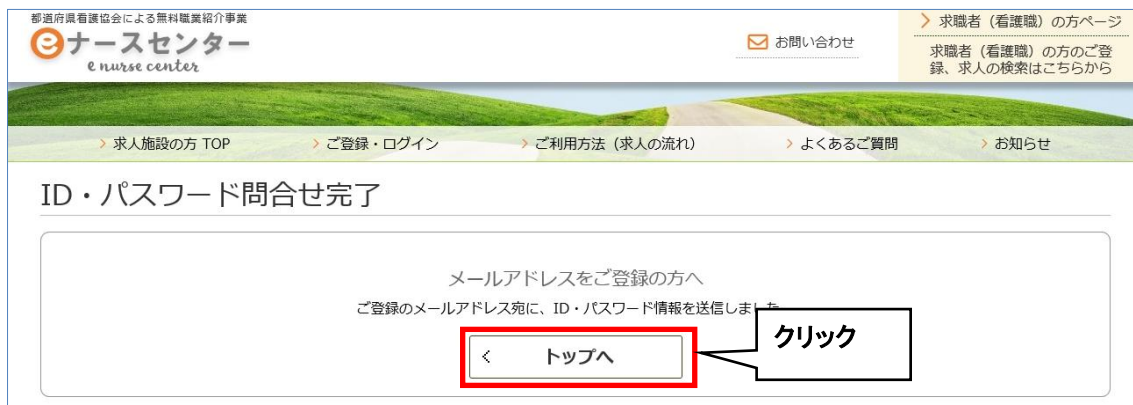 都道府県看護協会による無料職業紹介事業
eナースセンター
e nurse center
お問い合わせ
求職者（看護職）の方ページ
求職者（看護職）の方のご登
録、求人の検索はこちらから
求人施設の方 TOP
ご登録・ログイン
ご利用方法（求人の流れ）
よくあるご質問
お知らせ
ID・パスワード問合せ完了
メールアドレスをご登録の方へ
ご登録のメールアドレス宛に、ID・パスワード情報を送信しました
トップへ
クリック